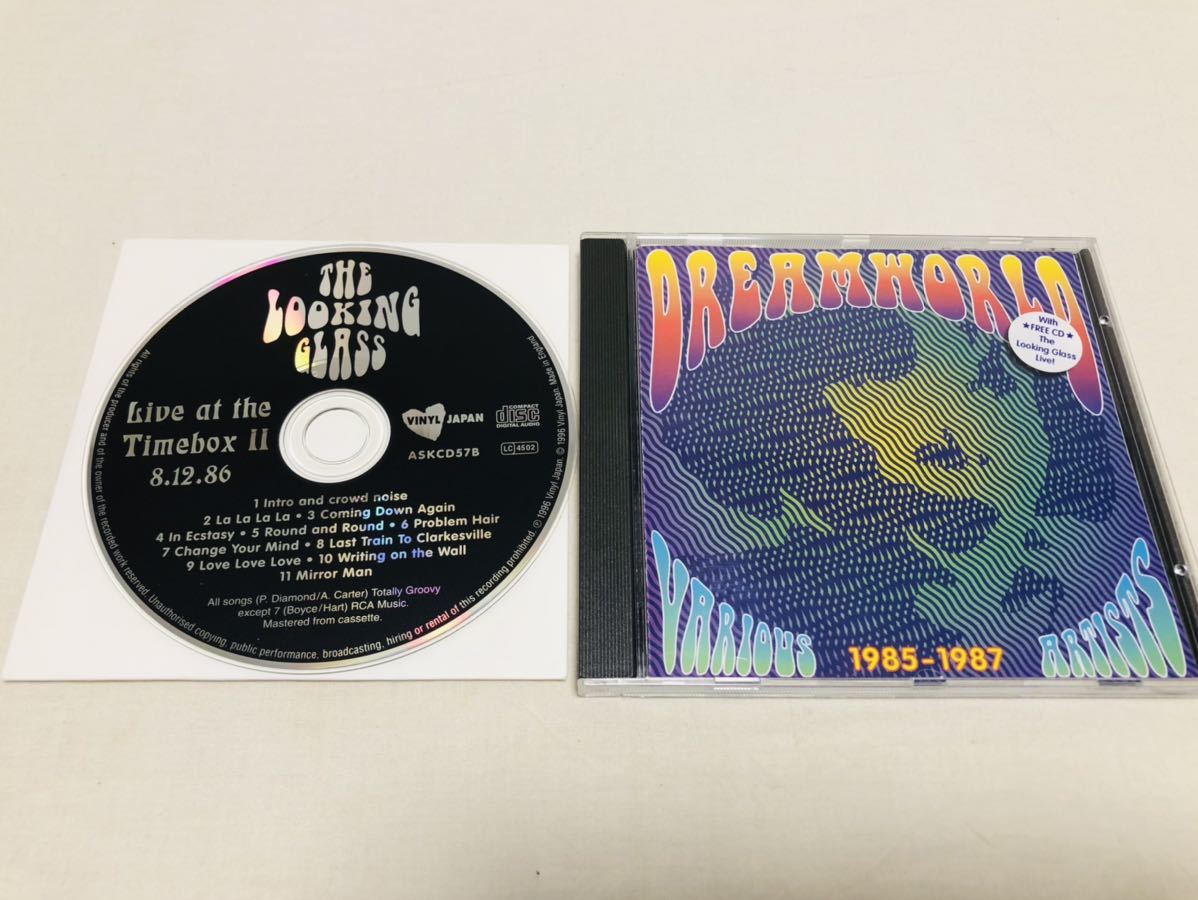 THE
LOOKING
GLASS
Live at the
Timebox II
8.12.86
VINYL JAPAN
COMPACT
disc
DIGITAL AUDIO
ASKCD57B
LC 4502
1 Intro and crowd noise
2 La La La La • 3 Coming Down Again
4 In Ecstasy • 5 Round and Round • 6 Problem Hair
7 Change Your Mind • 8 Last Train To Clarkesville
9 Love Love Love • 10 Writing on the Wall
11 Mirror Man
All songs (P. Diamond/A. Carter) Totally Groovy
except 7 (Boyce/Hart) RCA Music.
Mastered from cassette.
All rights of the producer and of the owner of the recorded work reserved. Unauthorised copying, public performance, broadcasting, hiring or rental of this recording prohibited. ℗ 1996 Vinyl Japan. © 1996 Vinyl Japan. Made in England.
DREAMWORLD
With
★FREE CD★
The
Looking Glass
Live!
VARIOUS
1985-1987
ARTISTS